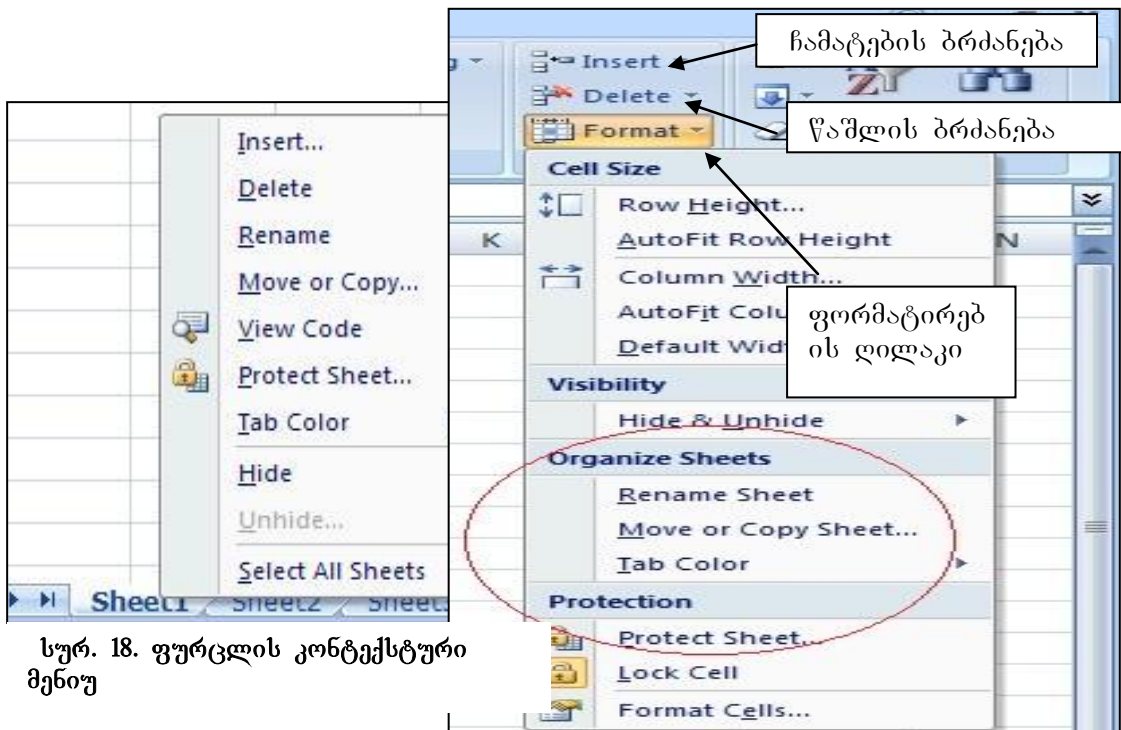 Insert...
Delete
Rename
Move or Copy...
View Code
Protect Sheet...
Tab Color
Hide
Unhide...
Select All Sheets
Sheet1 Sheet2
სურ. 18. ფურცლის კონტექსტური
მენიუ
ჩამატების ბრძანება
Insert
Delete
წაშლის ბრძანება
Format
Cell Size
Row Height...
K
AutoFit Row Height
N
Column Width...
AutoFit
Default
ფორმატირებ
ის ღილაკი
Visibility
Hide & Unhide
Organize Sheets
Rename Sheet
Move or Copy Sheet...
Tab Color
Protection
Protect Sheet...
Lock Cell
Format Cells...